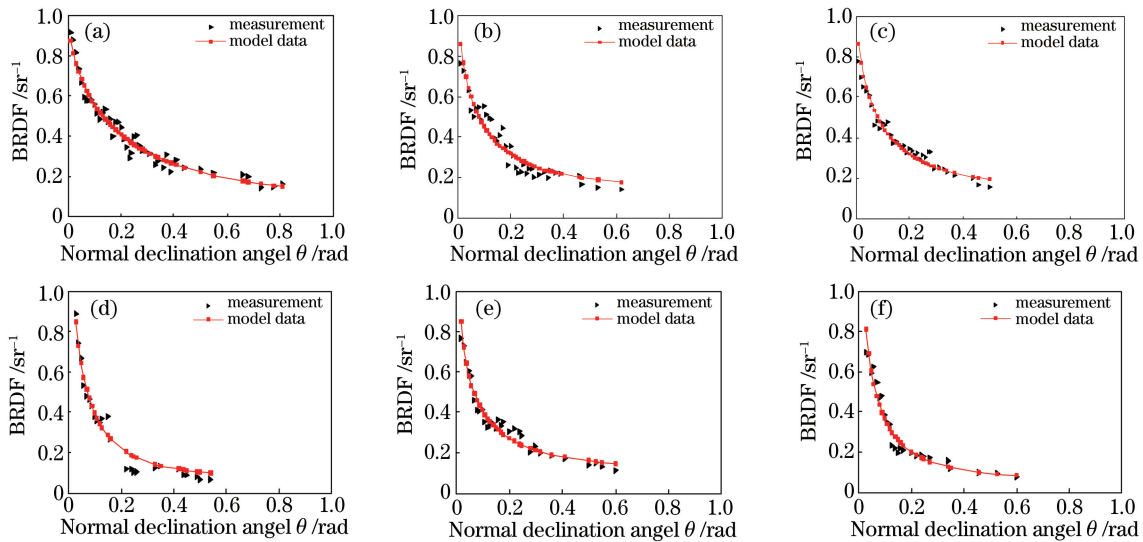 (a)
measurement
model data
BRDF /sr⁻¹
1.0
0.8
0.6
0.4
0.2
0
0 0.2 0.4 0.6 0.8 1.0
Normal declination angel θ /rad
(b)
measurement
model data
BRDF /sr⁻¹
1.0
0.8
0.6
0.4
0.2
0
0 0.2 0.4 0.6 0.8 1.0
Normal declination angel θ /rad
(c)
measurement
model data
BRDF /sr⁻¹
1.0
0.8
0.6
0.4
0.2
0
0 0.2 0.4 0.6 0.8 1.0
Normal declination angel θ /rad
(d)
measurement
model data
BRDF /sr⁻¹
1.0
0.8
0.6
0.4
0.2
0
0 0.2 0.4 0.6 0.8 1.0
Normal declination angel θ /rad
(e)
measurement
model data
BRDF /sr⁻¹
1.0
0.8
0.6
0.4
0.2
0
0 0.2 0.4 0.6 0.8 1.0
Normal declination angel θ /rad
(f)
measurement
model data
BRDF /sr⁻¹
1.0
0.8
0.6
0.4
0.2
0
0 0.2 0.4 0.6 0.8 1.0
Normal declination angel θ /rad